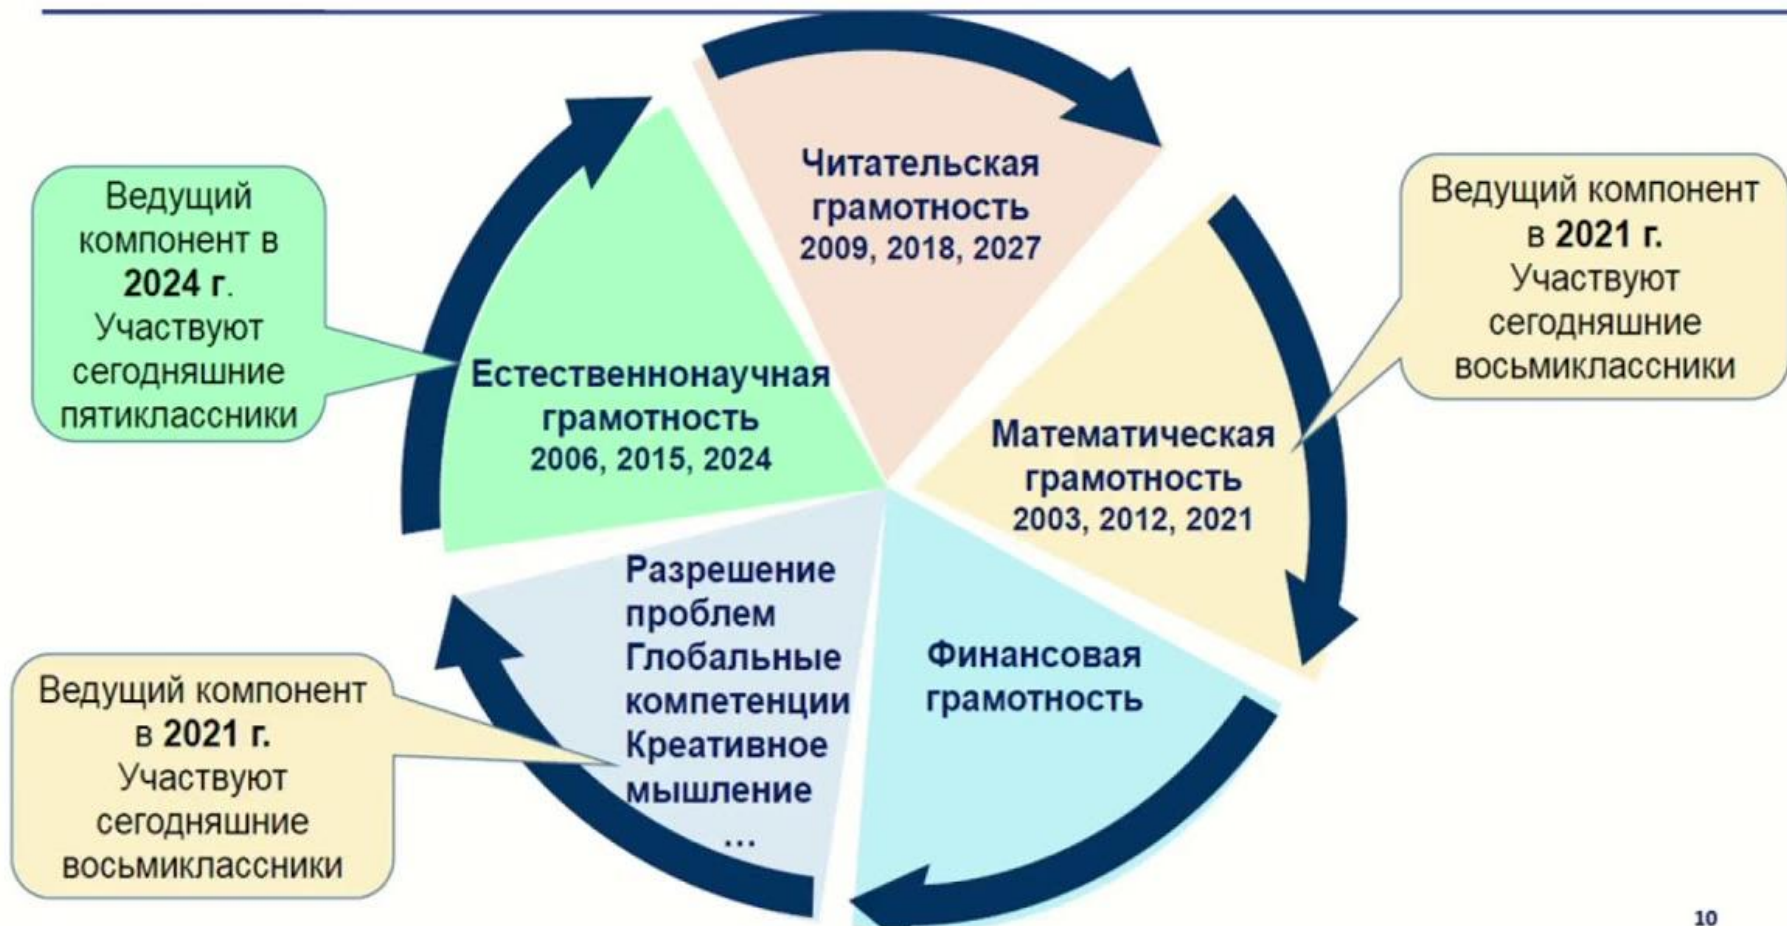 Читательская
грамотность
2009, 2018, 2027
Ведущий компонент
в 2021 г.
Участвуют
сегодняшние
восьмиклассники
Математическая
грамотность
2003, 2012, 2021
Финансовая
грамотность
Разрешение
проблем
Глобальные
компетенции
Креативное
мышление
...
Ведущий компонент
в 2021 г.
Участвуют
сегодняшние
восьмиклассники
Естественнонаучная
грамотность
2006, 2015, 2024
Ведущий
компонент в
2024 г.
Участвуют
сегодняшние
пятиклассники
10